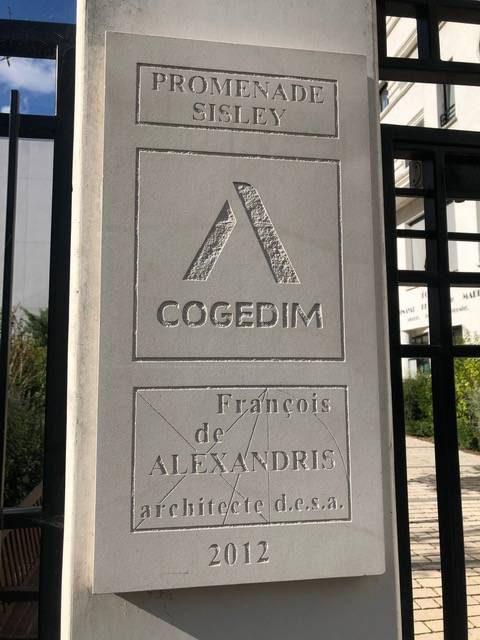 PROMENADE
SISLEY
COGEDIM
François
de
ALEXANDRIS
architecte d.e.s.a.
2012